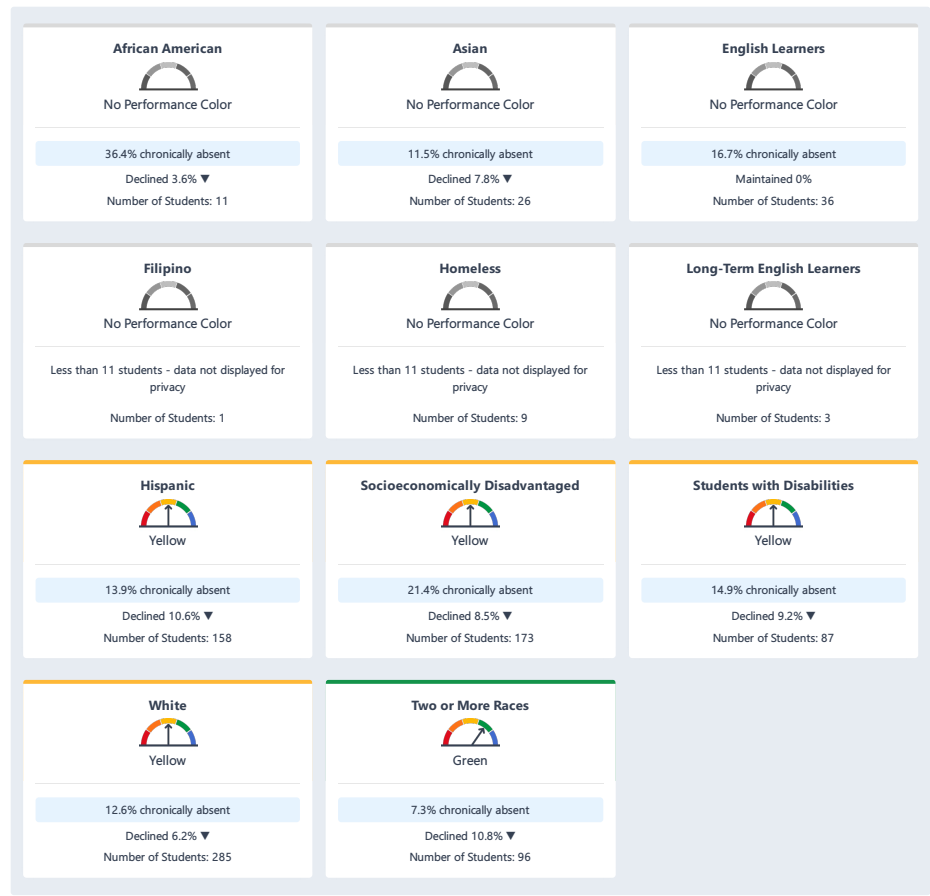 African American
No Performance Color
36.4% chronically absent
Declined 3.6% ▼
Number of Students: 11
Asian
No Performance Color
11.5% chronically absent
Declined 7.8% ▼
Number of Students: 26
English Learners
No Performance Color
16.7% chronically absent
Maintained 0%
Number of Students: 36
Filipino
No Performance Color
Less than 11 students - data not displayed for
privacy
Number of Students: 1
Homeless
No Performance Color
Less than 11 students - data not displayed for
privacy
Number of Students: 9
Long-Term English Learners
No Performance Color
Less than 11 students - data not displayed for
privacy
Number of Students: 3
Hispanic
Yellow
13.9% chronically absent
Declined 10.6% ▼
Number of Students: 158
Socioeconomically Disadvantaged
Yellow
21.4% chronically absent
Declined 8.5% ▼
Number of Students: 173
Students with Disabilities
Yellow
14.9% chronically absent
Declined 9.2% ▼
Number of Students: 87
White
Yellow
12.6% chronically absent
Declined 6.2% ▼
Number of Students: 285
Two or More Races
Green
7.3% chronically absent
Declined 10.8% ▼
Number of Students: 96